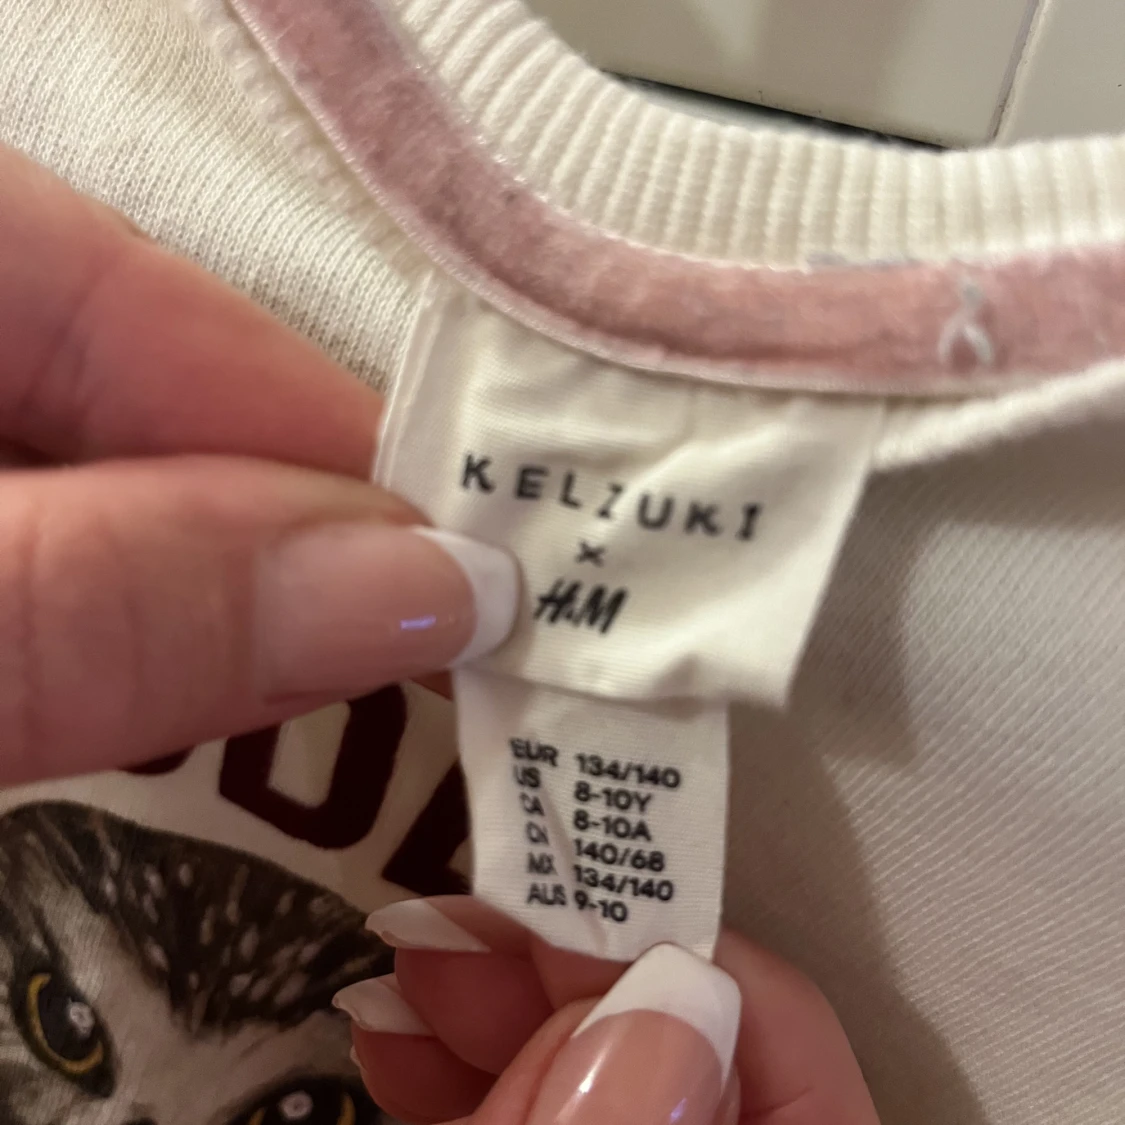 KELZUKI
×
H&M
EUR 134/140
US 8-10Y
CA 8-10A
CN 140/68
MX 134/140
AUS 9-10